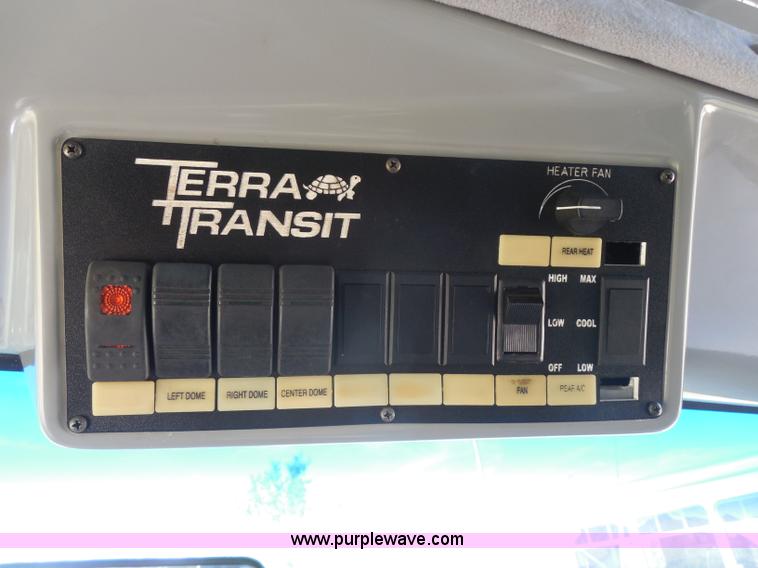 TERRA
TRANSIT
HEATER FAN
REAR HEAT
HIGH MAX
LOW COOL
OFF LOW
LEFT DOME
RIGHT DOME
CENTER DOME
FAN
REAR A/C
www.purplewave.com